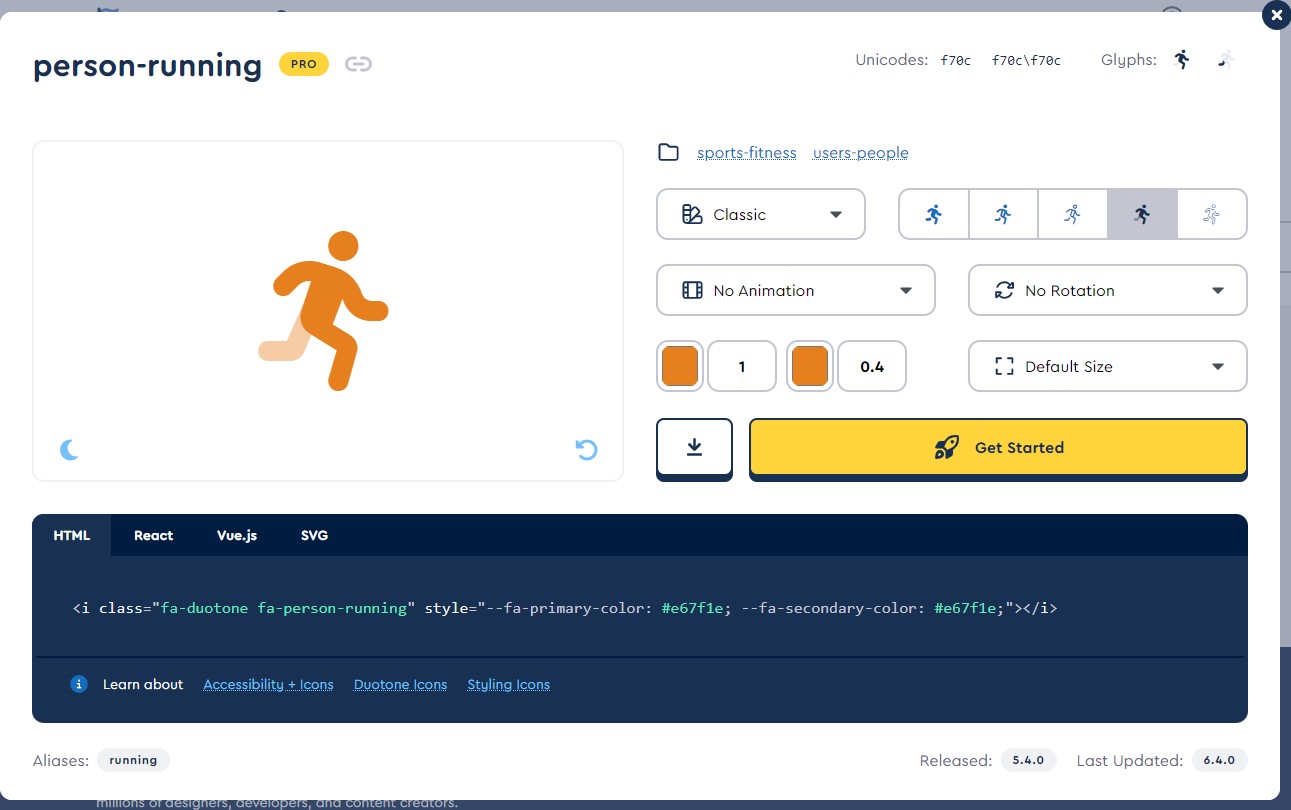 person-running PRO
Unicodes: f70c f70c\f70c Glyphs:
sports-fitness users-people
Classic
No Animation No Rotation
1 0.4 Default Size
Get Started
HTML React Vue.js SVG
<i class="fa-duotone fa-person-running" style="--fa-primary-color: #e67f1e; --fa-secondary-color: #e67f1e;"></i>
Learn about Accessibility + Icons Duotone Icons Styling Icons
Aliases: running Released: 5.4.0 Last Updated: 6.4.0
millions of designers, developers, and content creators.